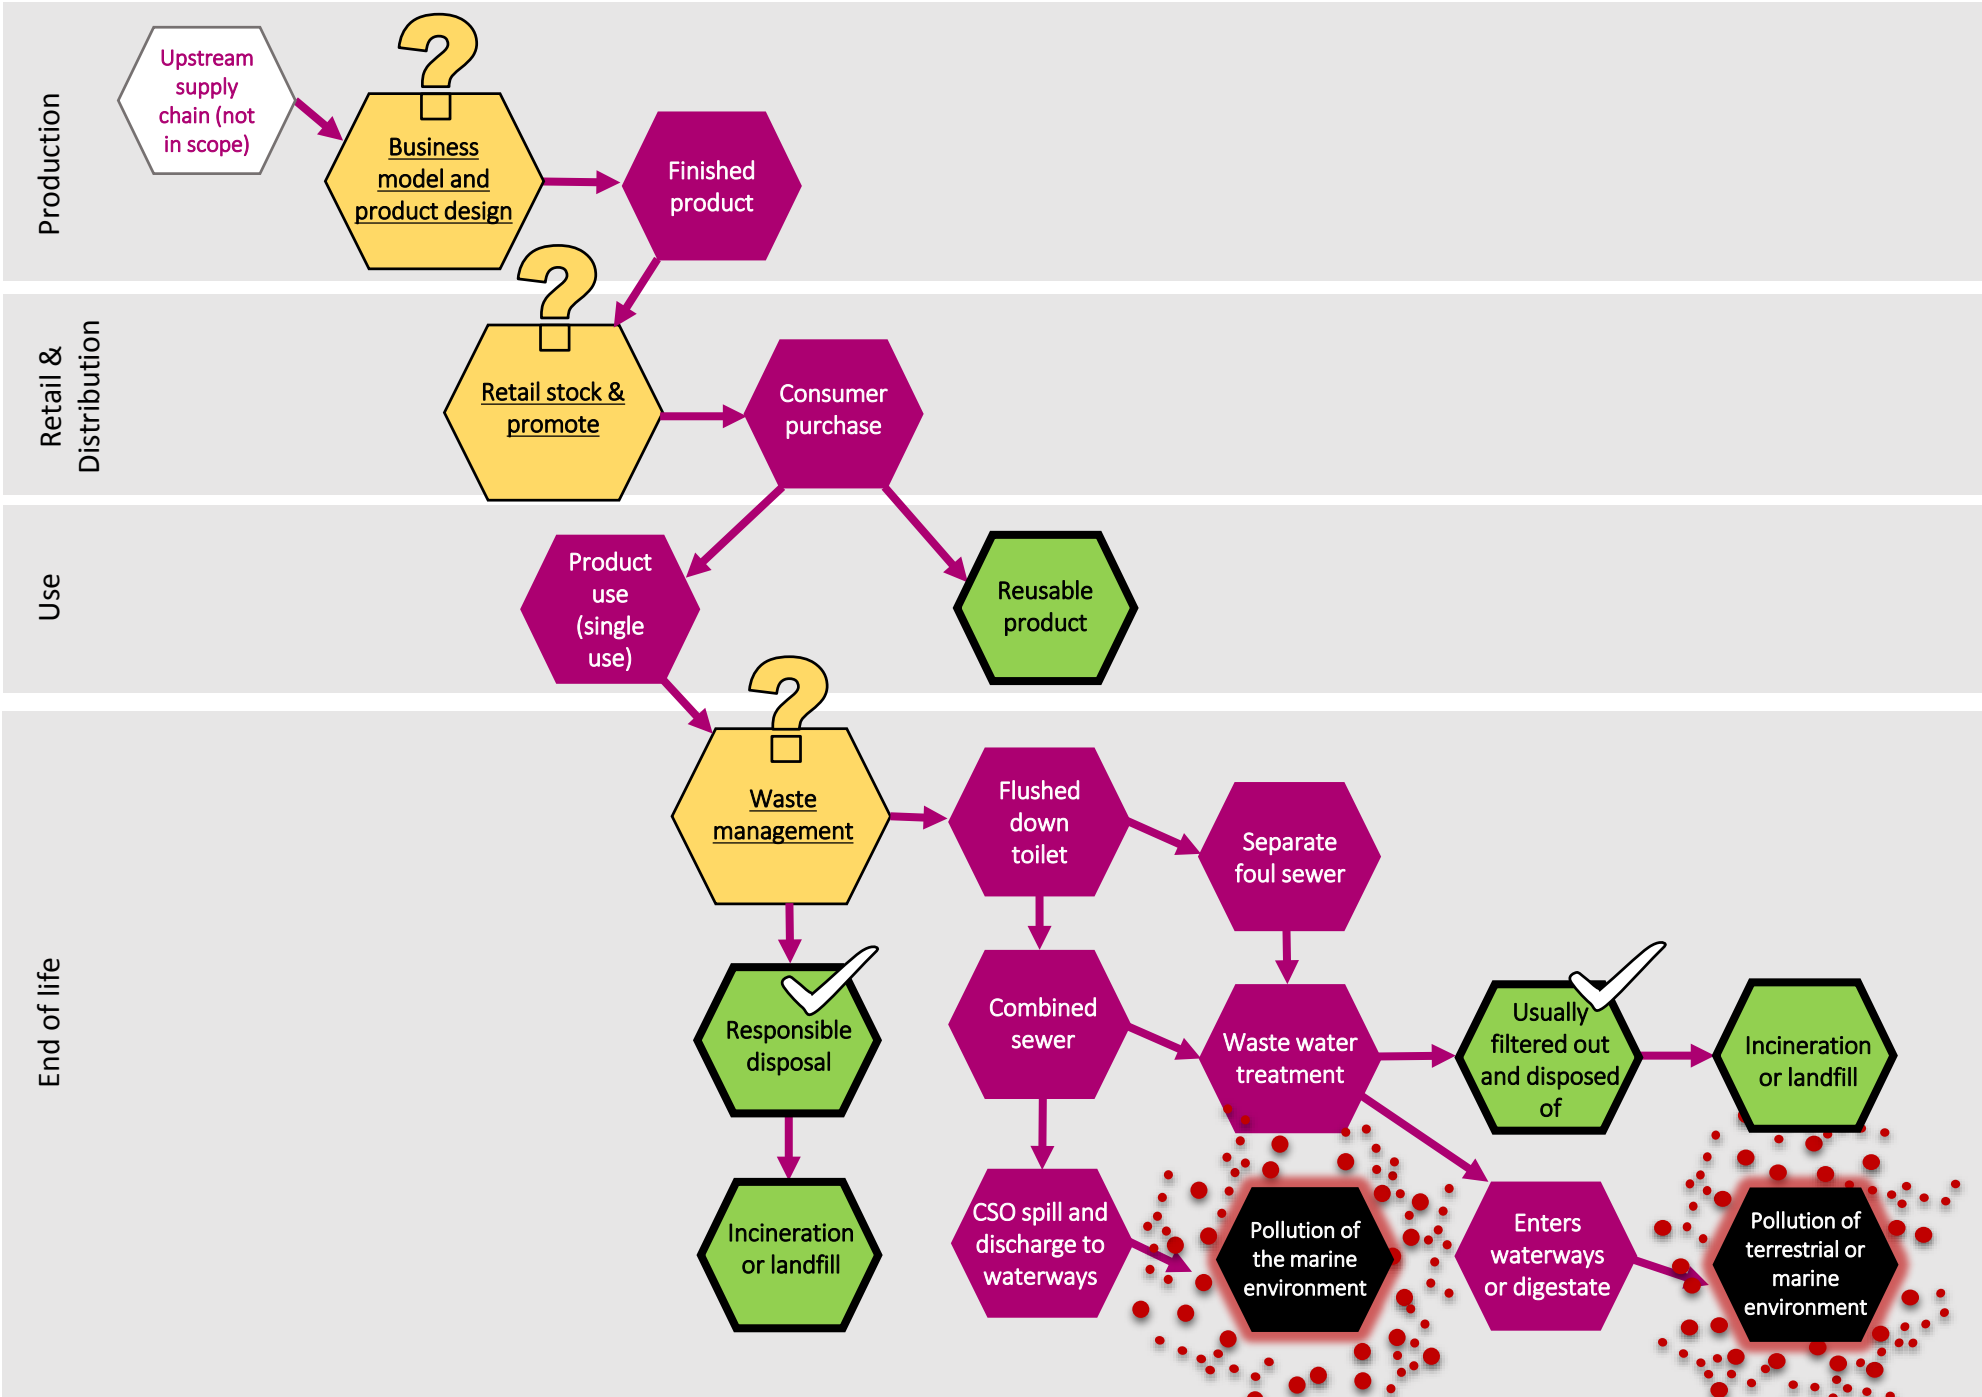 Production
Upstream
supply
chain (not
in scope)
?
Business
model and
product design
Finished
product
Retail &
Distribution
?
Retail stock &
promote
Consumer
purchase
Use
Product
use
(single
use)
Reusable
product
End of life
?
Waste
management
Flushed
down
toilet
Separate
foul sewer
Responsible
disposal
Combined
sewer
Waste water
treatment
Usually
filtered out
and disposed
of
Incineration
or landfill
Incineration
or landfill
CSO spill and
discharge to
waterways
Pollution of
the marine
environment
Enters
waterways
or digestate
Pollution of
terrestrial or
marine
environment